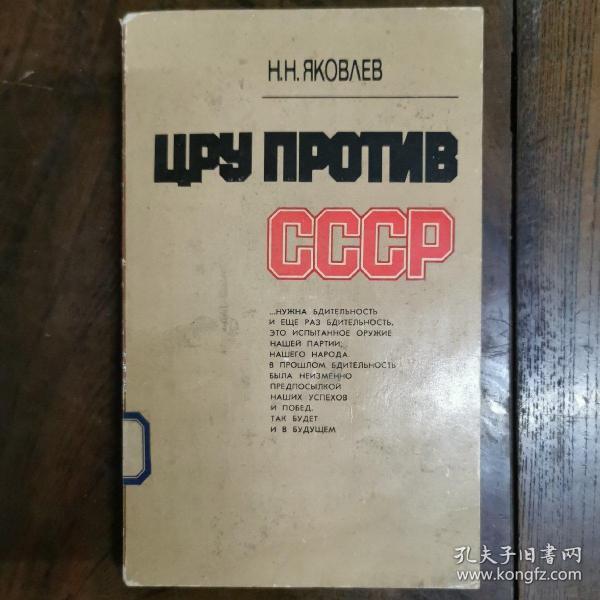 Н.Н. ЯКОВЛЕВ
ЦРУ ПРОТИВ
СССР
...НУЖНА БДИТЕЛЬНОСТЬ
И ЕЩЕ РАЗ БДИТЕЛЬНОСТЬ,
ЭТО ИСПЫТАННОЕ ОРУЖИЕ
НАШЕЙ ПАРТИИ,
НАШЕГО НАРОДА.
В ПРОШЛОМ БДИТЕЛЬНОСТЬ
БЫЛА НЕИЗМЕННО
ПРЕДПОСЫЛКОЙ
НАШИХ УСПЕХОВ
И ПОБЕД.
ТАК БУДЕТ
И В БУДУЩЕМ
孔夫子旧书网
www.kongfz.com